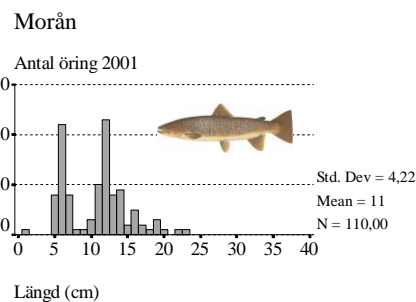 Morån
Antal öring 2001
0
0
0
0
Std. Dev = 4,22
Mean = 11
N = 110,00
0 5 10 15 20 25 30 35 40
Längd (cm)